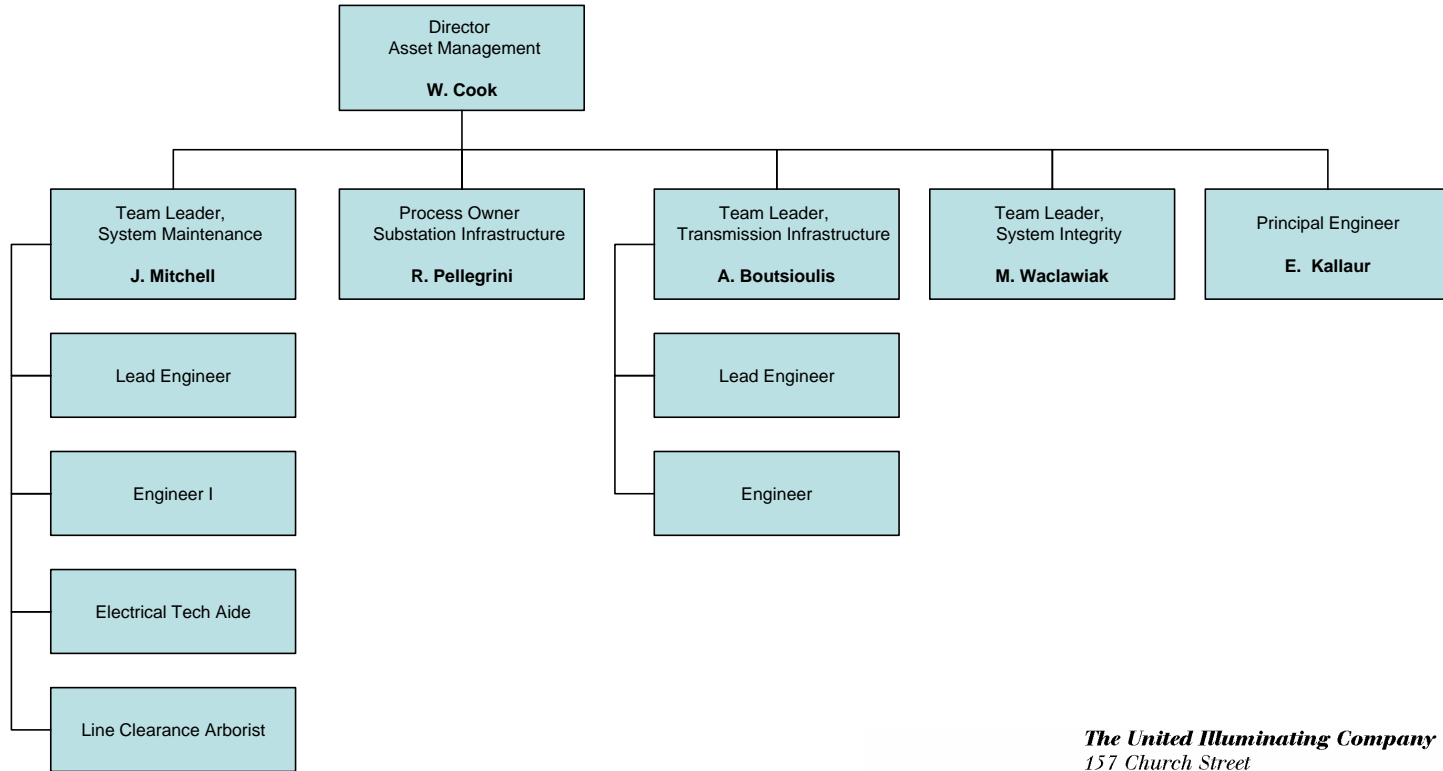 Director
Asset Management
W. Cook
Team Leader,
System Maintenance
J. Mitchell
Process Owner
Substation Infrastructure
R. Pellegrini
Team Leader,
Transmission Infrastructure
A. Boutsioulis
Team Leader,
System Integrity
M. Waclawiak
Principal Engineer
E. Kallaur
Lead Engineer
Engineer I
Electrical Tech Aide
Line Clearance Arborist
Lead Engineer
Engineer
The United Illuminating Company
157 Church Street